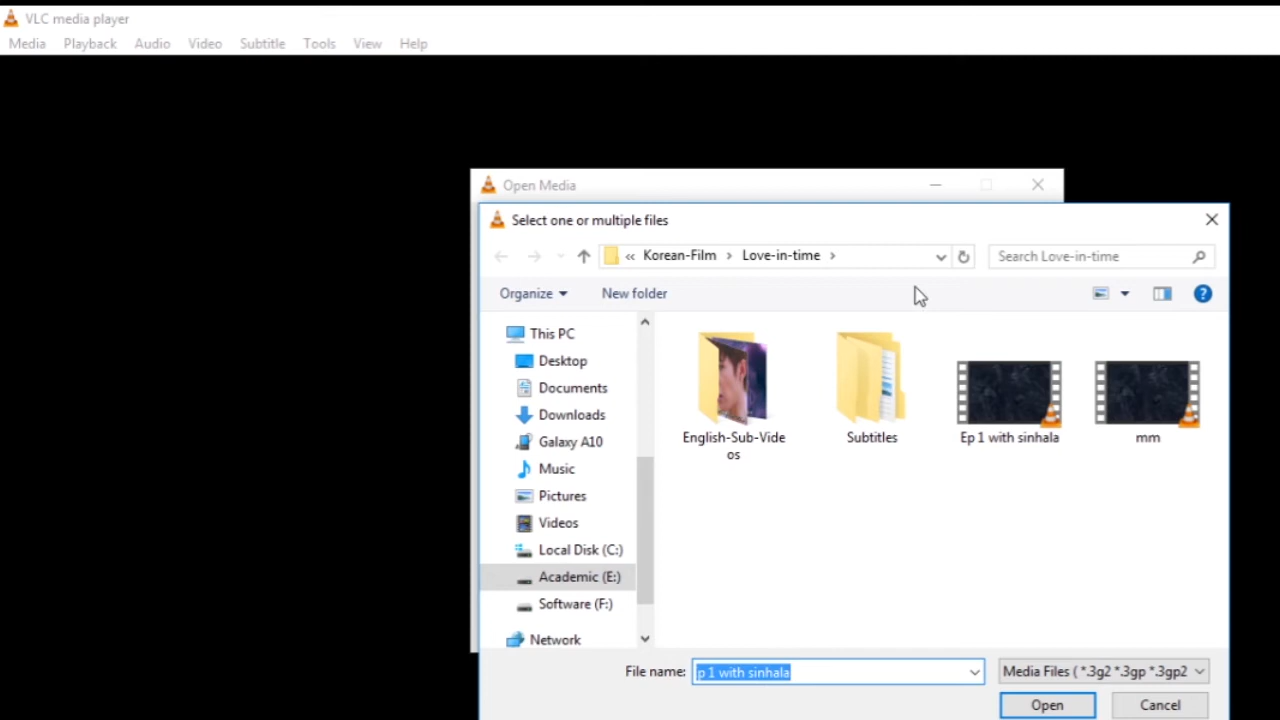 VLC media player
Media Playback Audio Video Subtitle Tools View Help
Open Media
Select one or multiple files
« Korean-Film › Love-in-time ›
Search Love-in-time
Organize New folder
This PC
Desktop
Documents
Downloads
Galaxy A10
Music
Pictures
Videos
Local Disk (C:)
Academic (E:)
Software (F:)
Network
English-Sub-Vide
os
Subtitles
Ep 1 with sinhala
mm
File name: p 1 with sinhala
Media Files ( *.3g2 *.3gp *.3gp2
Open Cancel